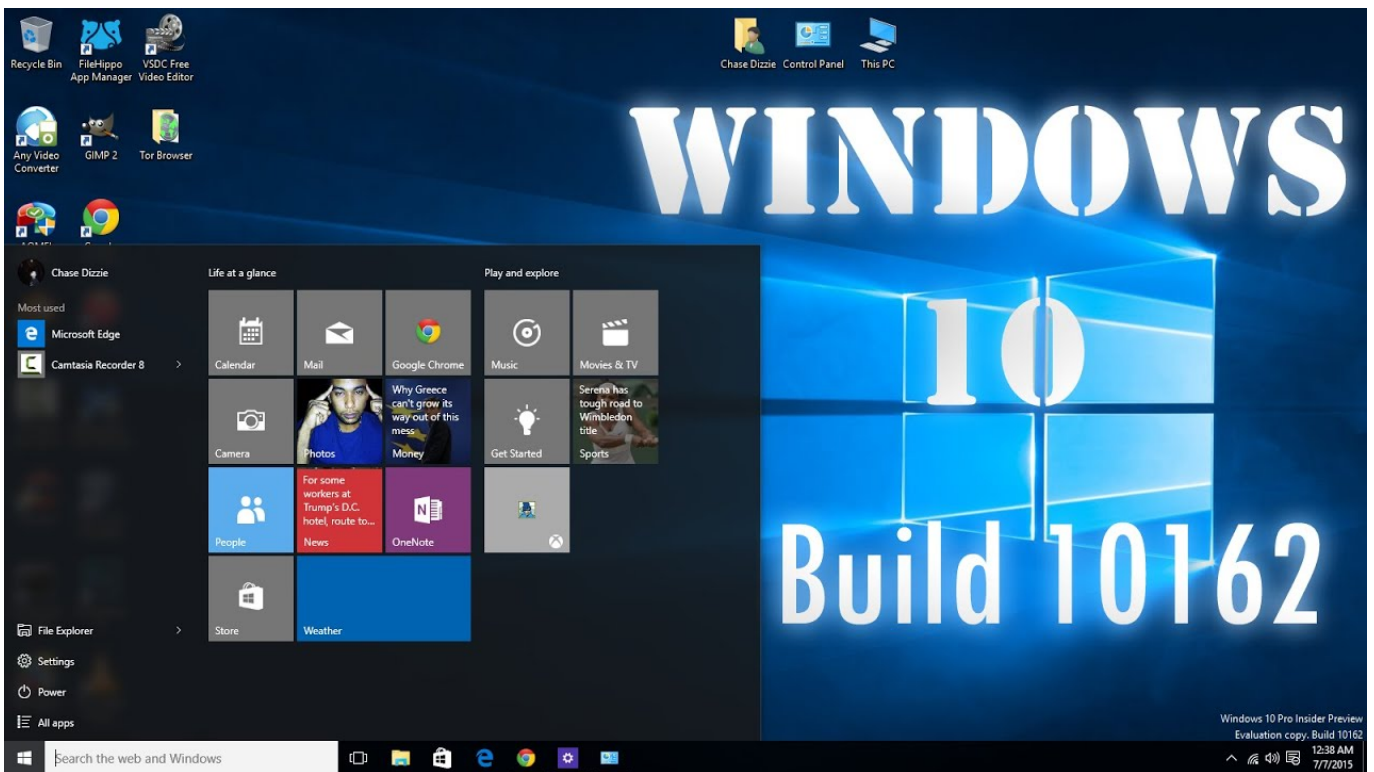 Recycle Bin
FileHippo
App Manager
VSDC Free
Video Editor
Chase Dizzie
Control Panel
This PC
Any Video
Converter
GIMP 2
Tor Browser
WINDOWS
10
Build 10162
Chase Dizzie
Most used
Microsoft Edge
Camtasia Recorder 8
File Explorer
Settings
Power
All apps
Life at a glance
Calendar
Mail
Google Chrome
Camera
Photos
Why Greece
can't grow its
way out of this
mess
Money
People
For some
workers at
Trump's D.C.
hotel, route to...
News
N
OneNote
Store
Weather
Play and explore
Music
Movies & TV
Get Started
Serena has
tough road to
Wimbledon
title
Sports
Windows 10 Pro Insider Preview
Evaluation copy. Build 10162
Search the web and Windows
12:38 AM
7/7/2015